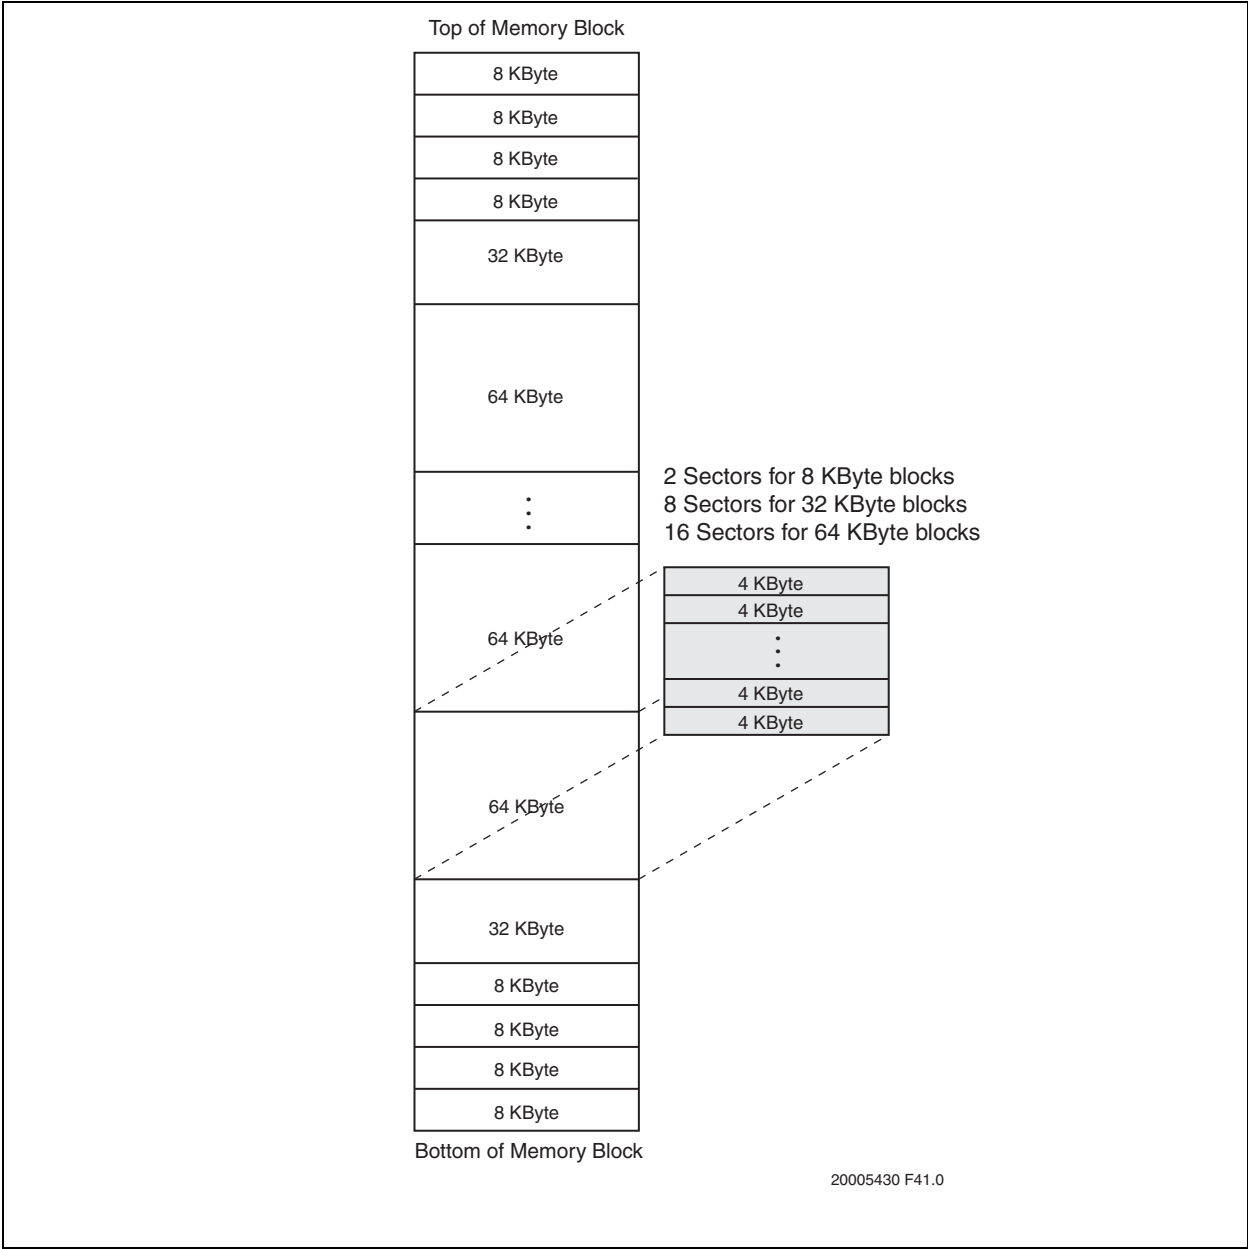 Top of Memory Block
8 KByte
8 KByte
8 KByte
8 KByte
32 KByte
64 KByte
2 Sectors for 8 KByte blocks
8 Sectors for 32 KByte blocks
16 Sectors for 64 KByte blocks
64 KByte
4 KByte
4 KByte
4 KByte
4 KByte
64 KByte
32 KByte
8 KByte
8 KByte
8 KByte
8 KByte
Bottom of Memory Block
20005430 F41.0